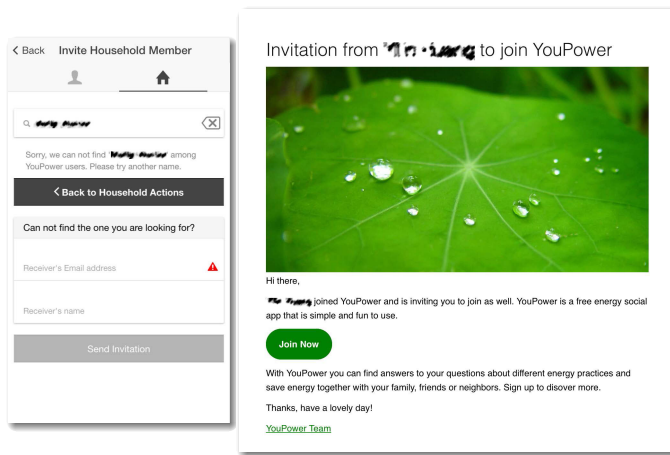 Back Invite Household Member
Sorry, we can not find ' ' among
YouPower users. Please try another name.
Back to Household Actions
Can not find the one you are looking for?
Receiver's Email address
Receiver's name
Send Invitation
Invitation from to join YouPower
Hi there,
joined YouPower and is inviting you to join as well. YouPower is a free energy social
app that is simple and fun to use.
Join Now
With YouPower you can find answers to your questions about different energy practices and
save energy together with your family, friends or neighbors. Sign up to disover more.
Thanks, have a lovely day!
YouPower Team